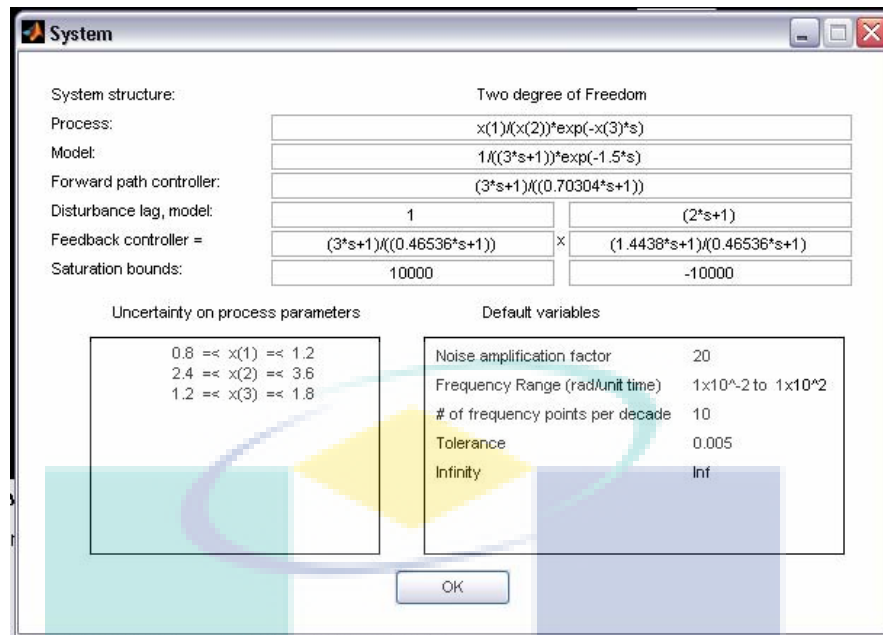 System
System structure: Two degree of Freedom
Process: x(1)/(x(2))*exp(-x(3)*s)
Model: 1/((3*s+1))*exp(-1.5*s)
Forward path controller: (3*s+1)/((0.70304*s+1))
Disturbance lag, model: 1 (2*s+1)
Feedback controller = (3*s+1)/((0.46536*s+1)) x (1.4438*s+1)/(0.46536*s+1)
Saturation bounds: 10000 -10000
Uncertainty on process parameters
0.8 =< x(1) =< 1.2
2.4 =< x(2) =< 3.6
1.2 =< x(3) =< 1.8
Default variables
Noise amplification factor 20
Frequency Range (rad/unit time) 1x10^-2 to 1x10^2
# of frequency points per decade 10
Tolerance 0.005
Infinity Inf
OK